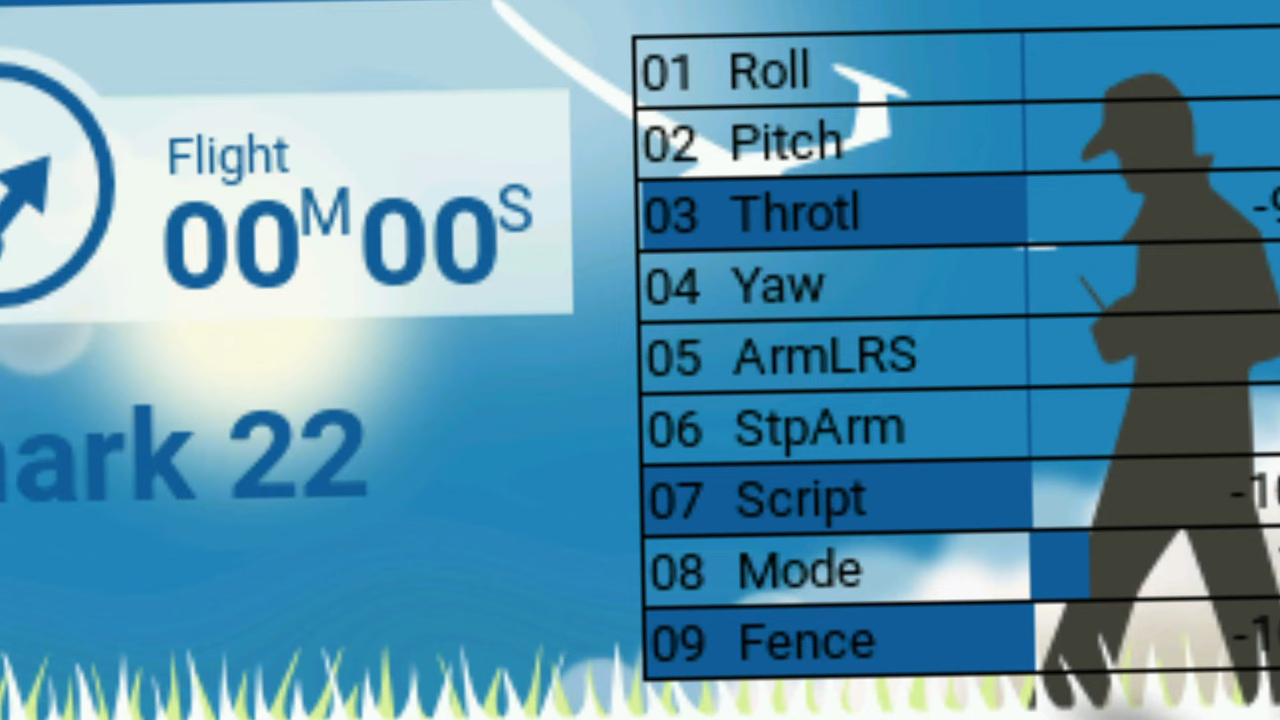 Flight
00M00S
ark 22
01 Roll
02 Pitch
03 Throtl
04 Yaw
05 ArmLRS
06 StpArm
07 Script
08 Mode
09 Fence